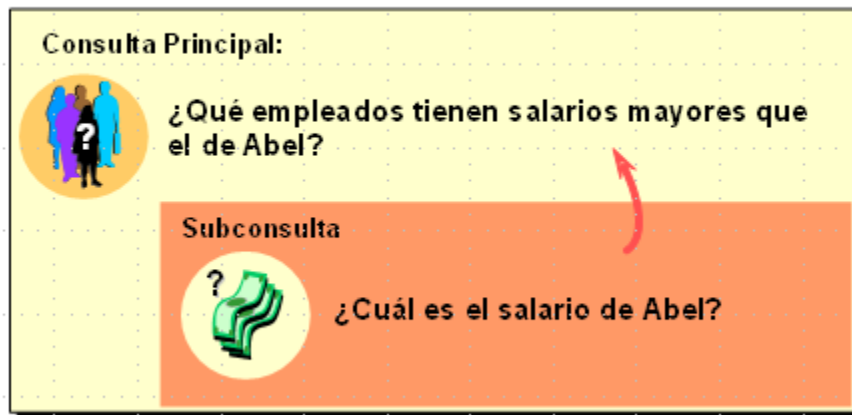 Consulta Principal:
?
¿Qué empleados tienen salarios mayores que
el de Abel?
Subconsulta
?
¿Cuál es el salario de Abel?